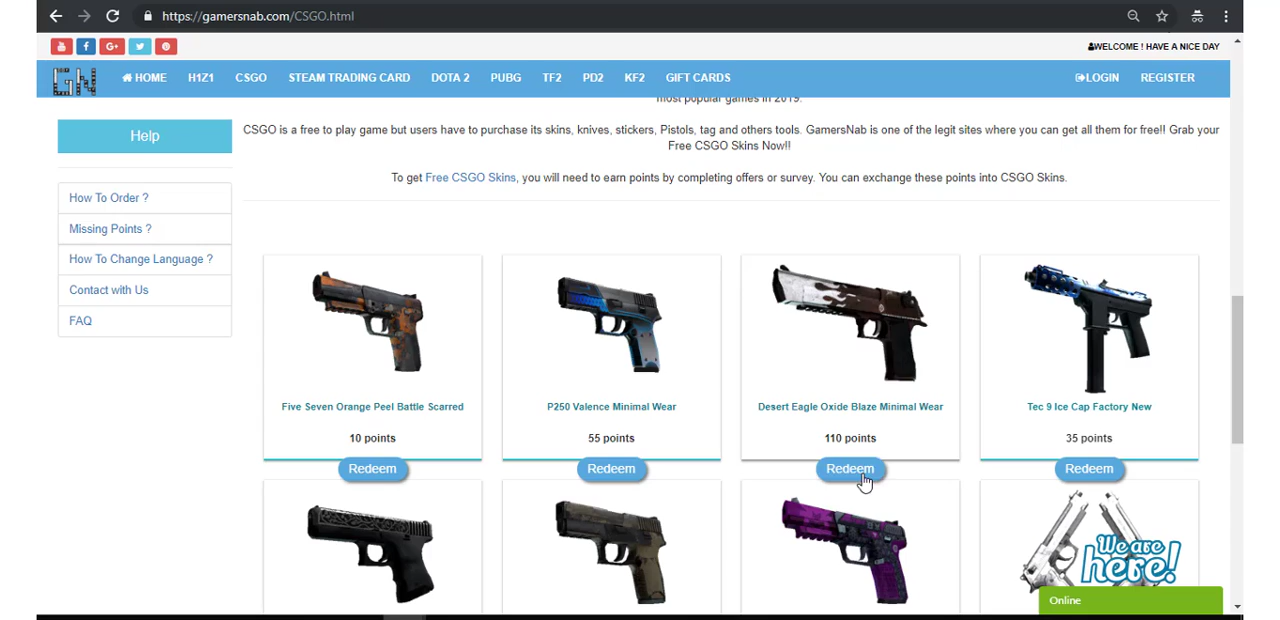 https://gamersnab.com/CSGO.html
WELCOME ! HAVE A NICE DAY
GN HOME H1Z1 CSGO STEAM TRADING CARD DOTA 2 PUBG TF2 PD2 KF2 GIFT CARDS LOGIN REGISTER
most popular games in 2019.
Help
CSGO is a free to play game but users have to purchase its skins, knives, stickers, Pistols, tag and others tools. GamersNab is one of the legit sites where you can get all them for free!! Grab your
Free CSGO Skins Now!!
To get Free CSGO Skins, you will need to earn points by completing offers or survey. You can exchange these points into CSGO Skins.
How To Order ?
Missing Points ?
How To Change Language ?
Contact with Us
FAQ
Five Seven Orange Peel Battle Scarred
10 points
Redeem
P250 Valence Minimal Wear
55 points
Redeem
Desert Eagle Oxide Blaze Minimal Wear
110 points
Redeem
Tec 9 Ice Cap Factory New
35 points
Redeem
We are
here!
Online